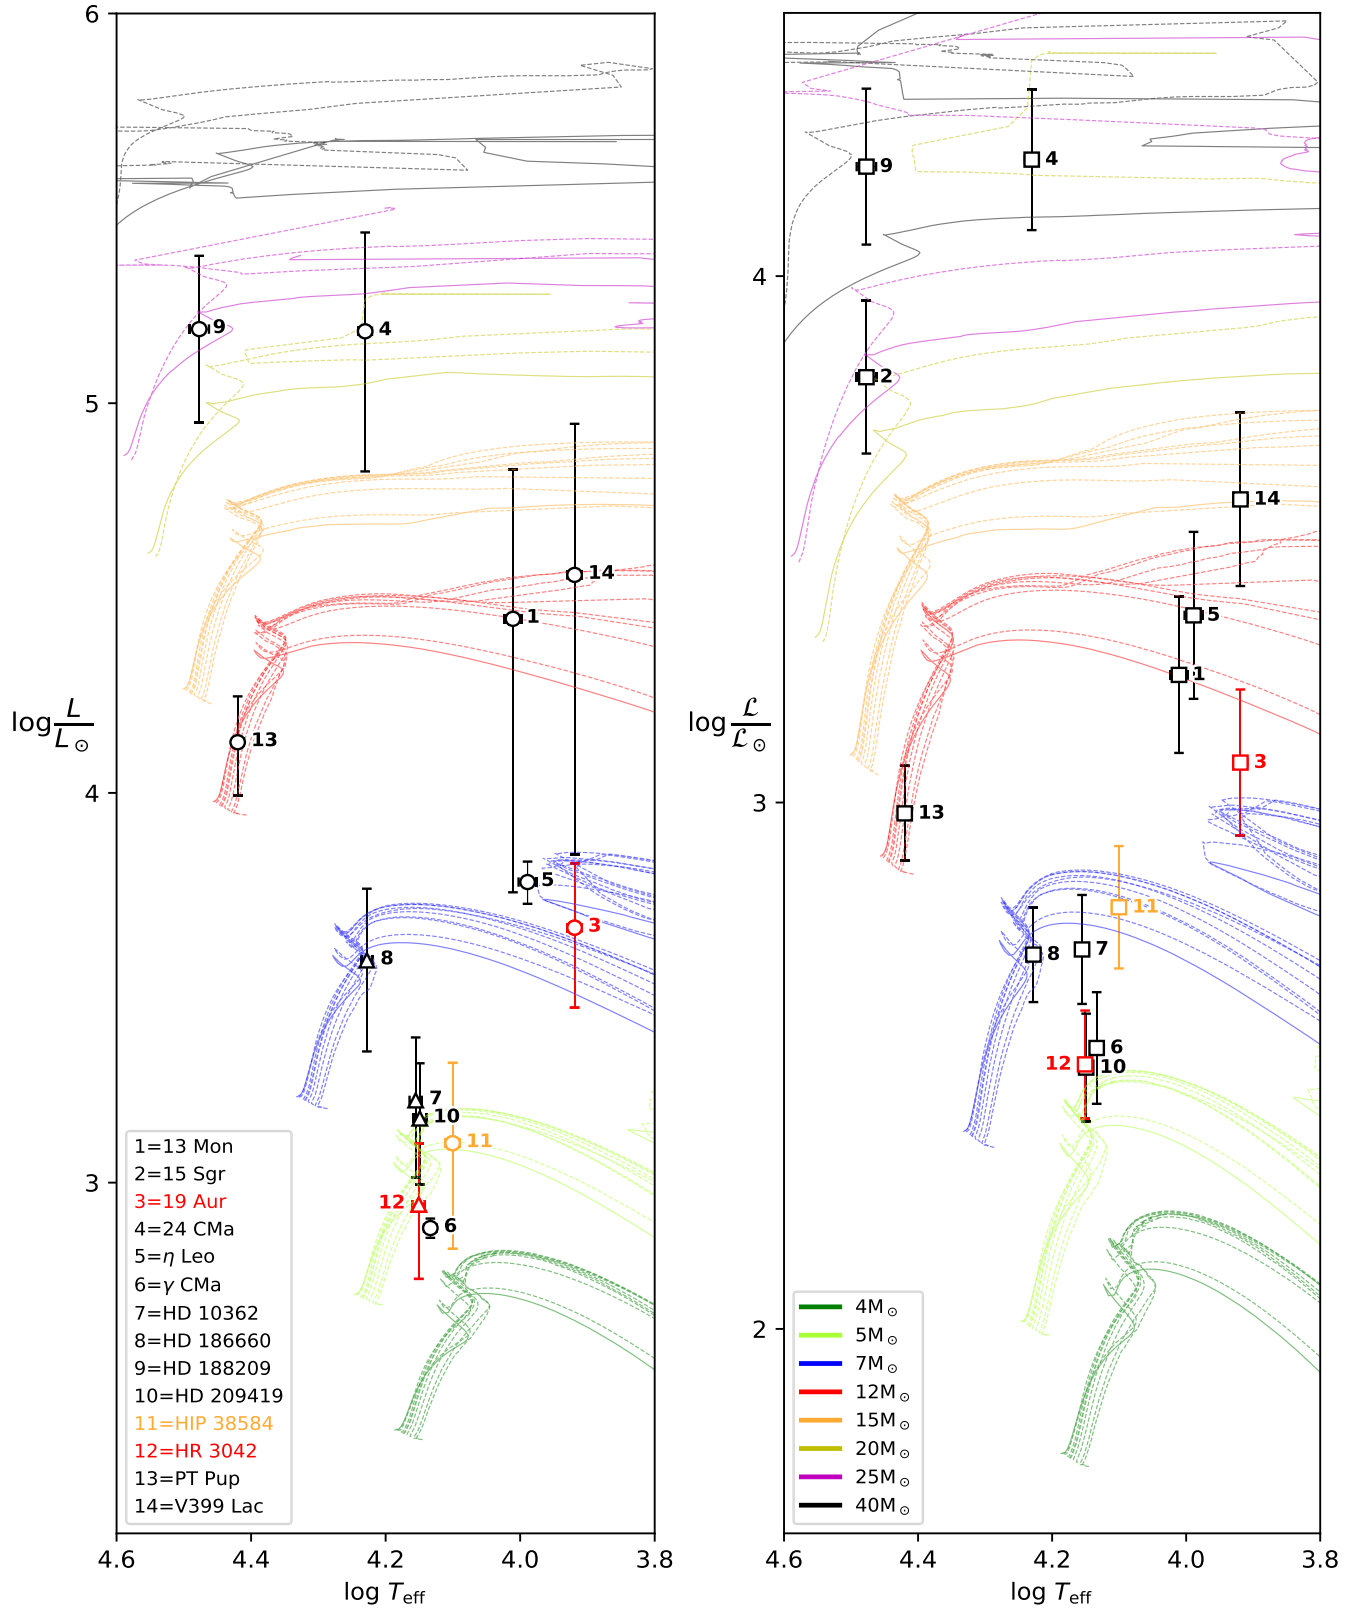 6
5
4
3
log L/L☉
9
4
14
1
13
5
3
8
7
10
11
12
6
1=13 Mon
2=15 Sgr
3=19 Aur
4=24 CMa
5=η Leo
6=γ CMa
7=HD 10362
8=HD 186660
9=HD 188209
10=HD 209419
11=HIP 38584
12=HR 3042
13=PT Pup
14=V399 Lac
4.6 4.4 4.2 4.0 3.8
log T_eff
4
3
2
log ℒ/ℒ☉
4
9
2
14
5
1
3
13
11
7
8
6
12
10
4M☉
5M☉
7M☉
12M☉
15M☉
20M☉
25M☉
40M☉
4.6 4.4 4.2 4.0 3.8
log T_eff